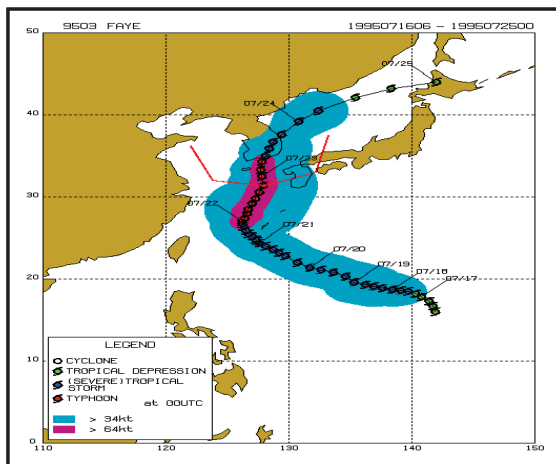 9503 FAYE 1995071606 - 1995072500
50
40
30
20
10
0
110 120 130 140 150
07/25
07/24
07/23
07/22
07/21
07/20
07/19
07/18
07/17
LEGEND
CYCLONE
TROPICAL DEPRESSION
(SEVERE)TROPICAL
STORM
TYPHOON at 00UTC
> 34kt
> 64kt